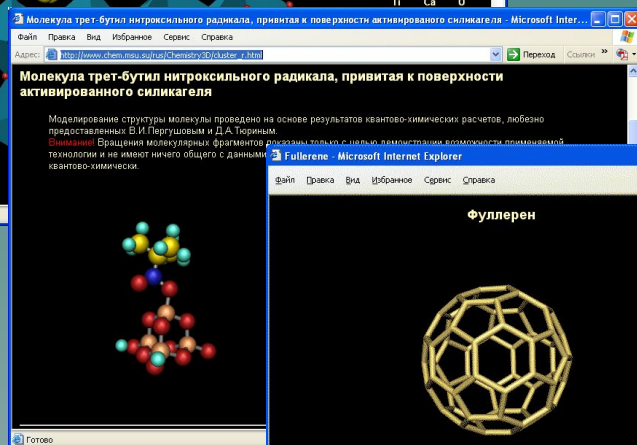 П Са О
Молекула трет-бутил нитроксильного радикала, привитая к поверхности активированого силикагеля - Microsoft Inter...
Файл Правка Вид Избранное Сервис Справка
Адрес: http://www.chem.msu.su/rus/Chemistry3D/cluster_r.html Переход Ссылки »
Молекула трет-бутил нитроксильного радикала, привитая к поверхности
активированного силикагеля
Моделирование структуры молекулы проведено на основе результатов квантово-химических расчетов, любезно
предоставленных В.И.Пергушовым и Д.А.Тюриным.
Внимание! Вращения молекулярных фрагментов показаны только с целью демонстрации возможности применяемой
технологии и не имеют ничего общего с данными
квантово-химически.
Fullerene - Microsoft Internet Explorer
Файл Правка Вид Избранное Сервис Справка
Фуллерен
Готово